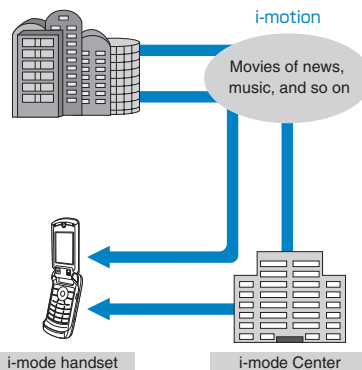 i-motion
Movies of news,
music, and so on
i-mode handset
i-mode Center